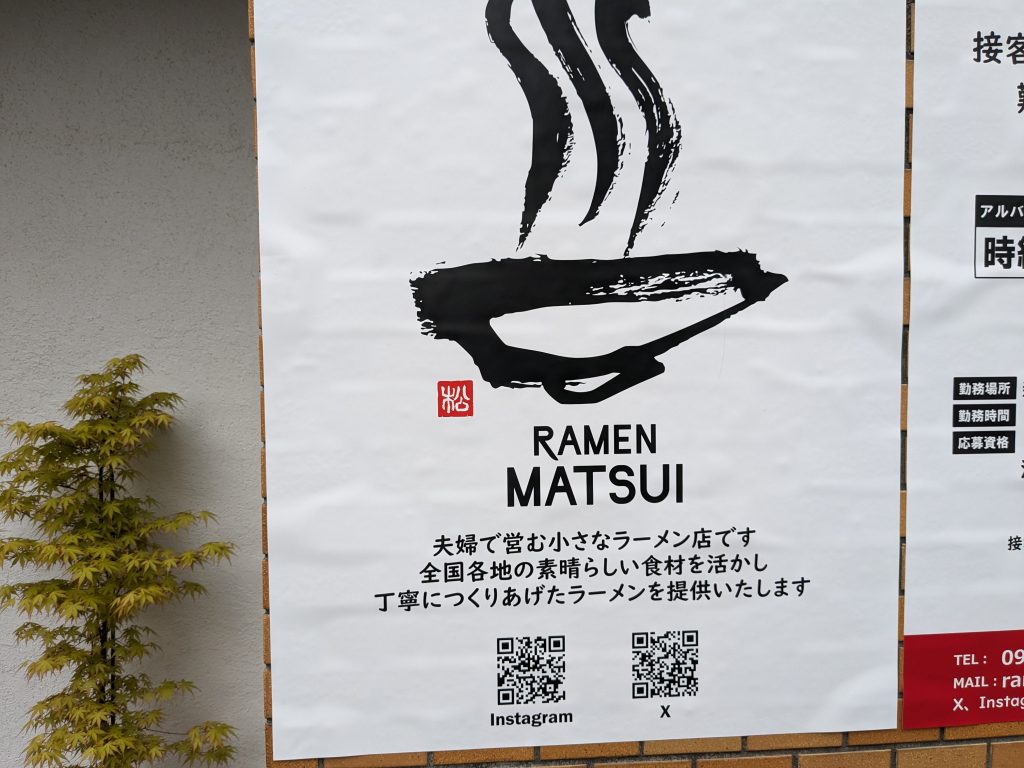 松
RAMEN
MATSUI
夫婦で営む小さなラーメン店です
全国各地の素晴らしい食材を活かし
丁寧につくりあげたラーメンを提供いたします
Instagram
X
接客
アルバ
時給
勤務場所
勤務時間
応募資格
接
TEL： 09
MAIL：ra
X、Instag